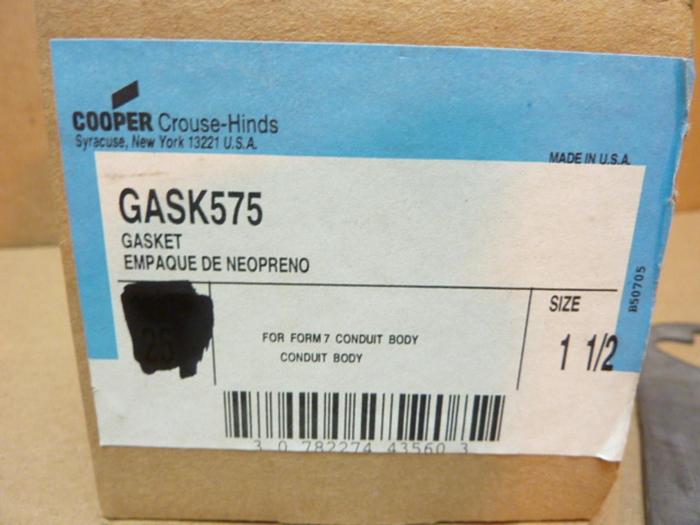 COOPER Crouse-Hinds
Syracuse, New York 13221 U.S.A.
MADE IN U.S.A.
GASK575
GASKET
EMPAQUE DE NEOPRENO
B50705
25
FOR FORM 7 CONDUIT BODY
CONDUIT BODY
SIZE
1 1/2
3 0 782274 43560 3